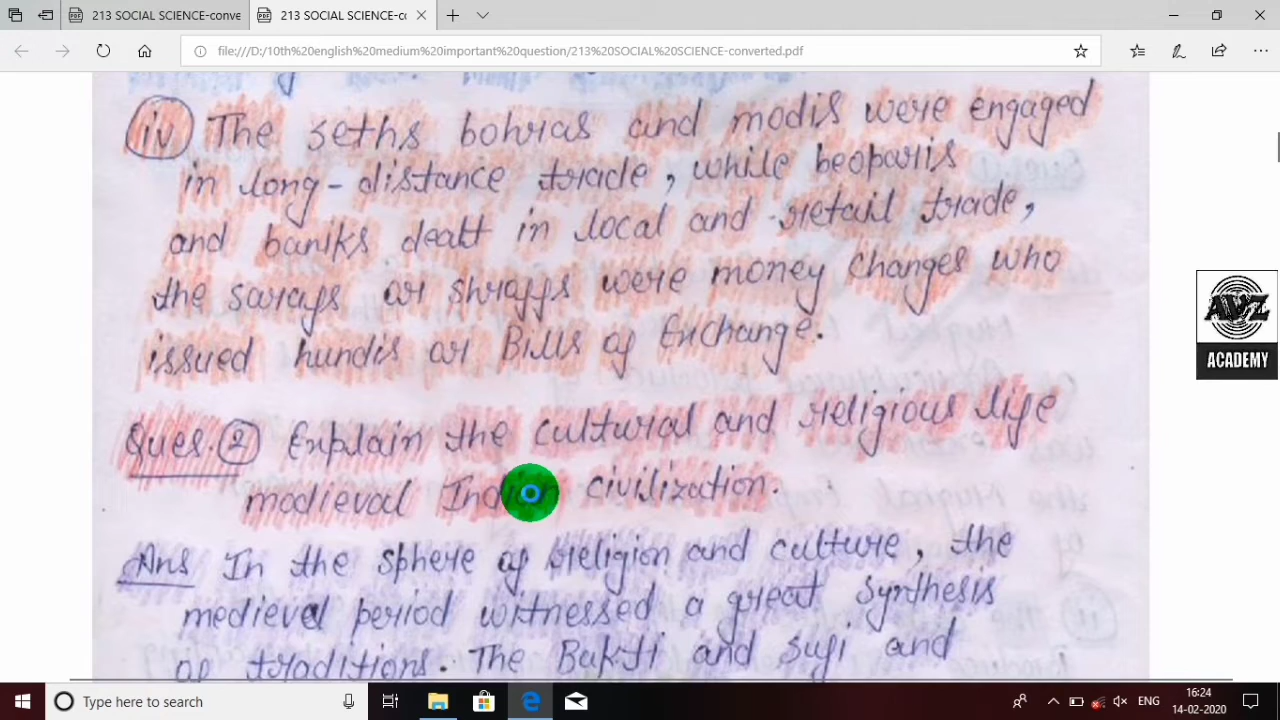 213 SOCIAL SCIENCE-conve
213 SOCIAL SCIENCE-cc
file:///D:/10th%20english%20medium%20important%20question/213%20SOCIAL%20SCIENCE-converted.pdf
iv The seths bohras and modis were engaged
in long-distance trade, while beoparis
and baniks dealt in local and retail trade,
the sarays or shraffs were money changes who
issued hundis or Bills of Exchange.
Ques.2 Explain the cultural and religious life
medieval Indian civilization.
Ans In the sphere of religion and culture, the
medieval period witnessed a great synthesis
of traditions. The Bakti and sufi and
AVZ
ACADEMY
Type here to search
ENG
16:24
14-02-2020